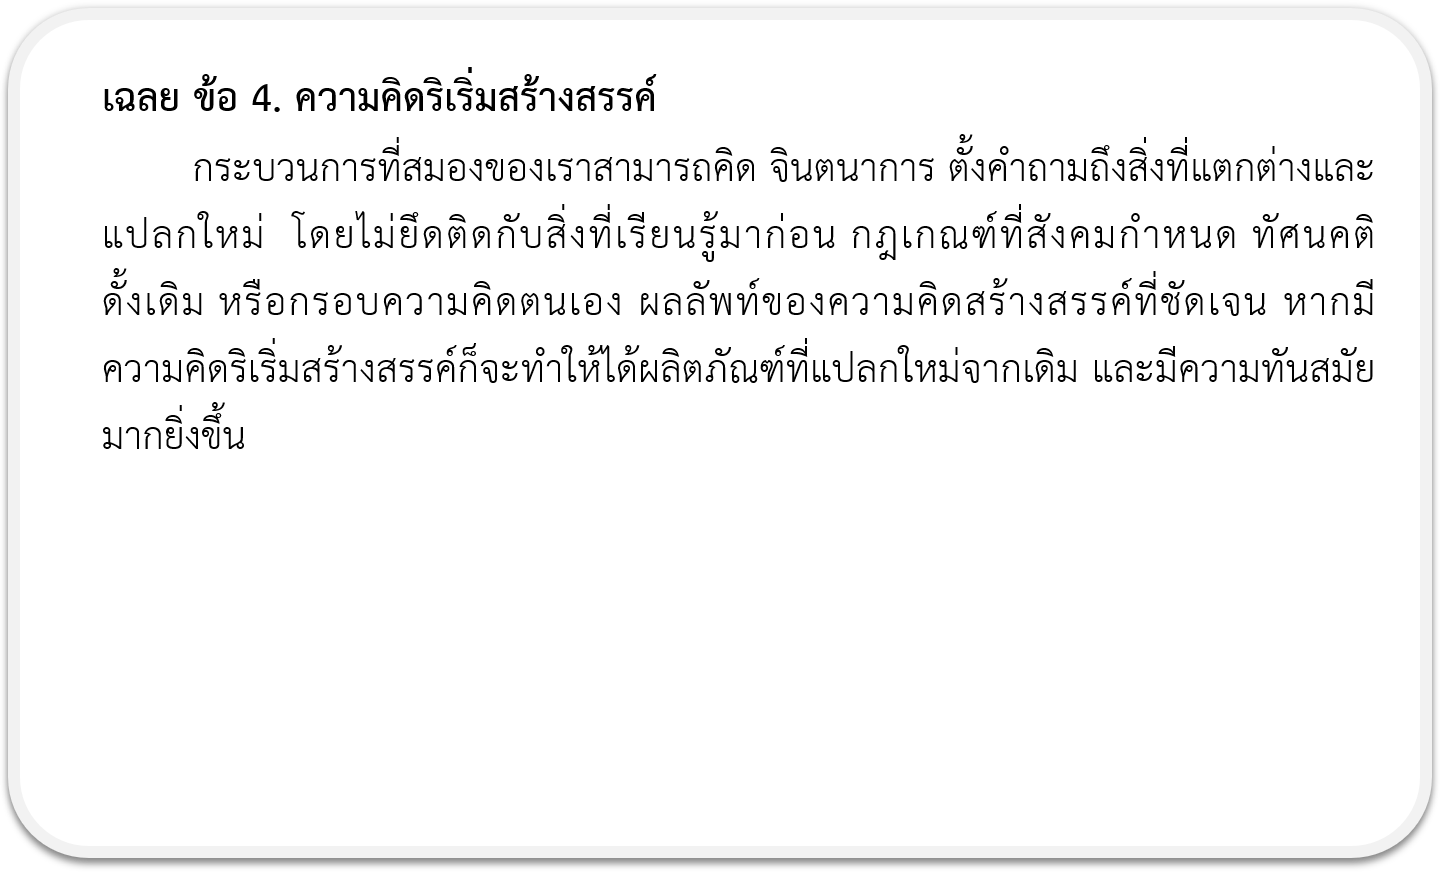 เฉลย ข้อ 4. ความคิดริเริ่มสร้างสรรค์
กระบวนการที่สมองของเราสามารถคิด จินตนาการ ตั้งคำถามถึงสิ่งที่แตกต่างและ
แปลกใหม่ โดยไม่ยึดติดกับสิ่งที่เรียนรู้มาก่อน กฎเกณฑ์ที่สังคมกำหนด ทัศนคติ
ดั้งเดิม หรือกรอบความคิดตนเอง ผลลัพท์ของความคิดสร้างสรรค์ที่ชัดเจน หากมี
ความคิดริเริ่มสร้างสรรค์ก็จะทำให้ได้ผลิตภัณฑ์ที่แปลกใหม่จากเดิม และมีความทันสมัย
มากยิ่งขึ้น